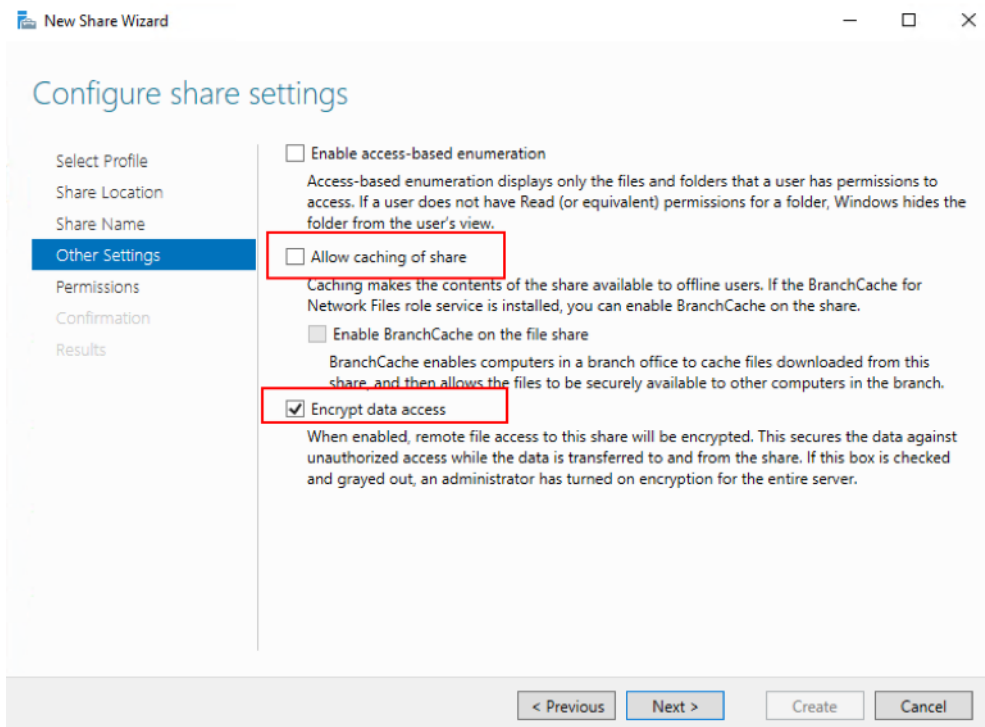 New Share Wizard
Configure share settings
Select Profile
Share Location
Share Name
Other Settings
Permissions
Confirmation
Results
Enable access-based enumeration
Access-based enumeration displays only the files and folders that a user has permissions to
access. If a user does not have Read (or equivalent) permissions for a folder, Windows hides the
folder from the user's view.
Allow caching of share
Caching makes the contents of the share available to offline users. If the BranchCache for
Network Files role service is installed, you can enable BranchCache on the share.
Enable BranchCache on the file share
BranchCache enables computers in a branch office to cache files downloaded from this
share, and then allows the files to be securely available to other computers in the branch.
Encrypt data access
When enabled, remote file access to this share will be encrypted. This secures the data against
unauthorized access while the data is transferred to and from the share. If this box is checked
and grayed out, an administrator has turned on encryption for the entire server.
< Previous
Next >
Create
Cancel